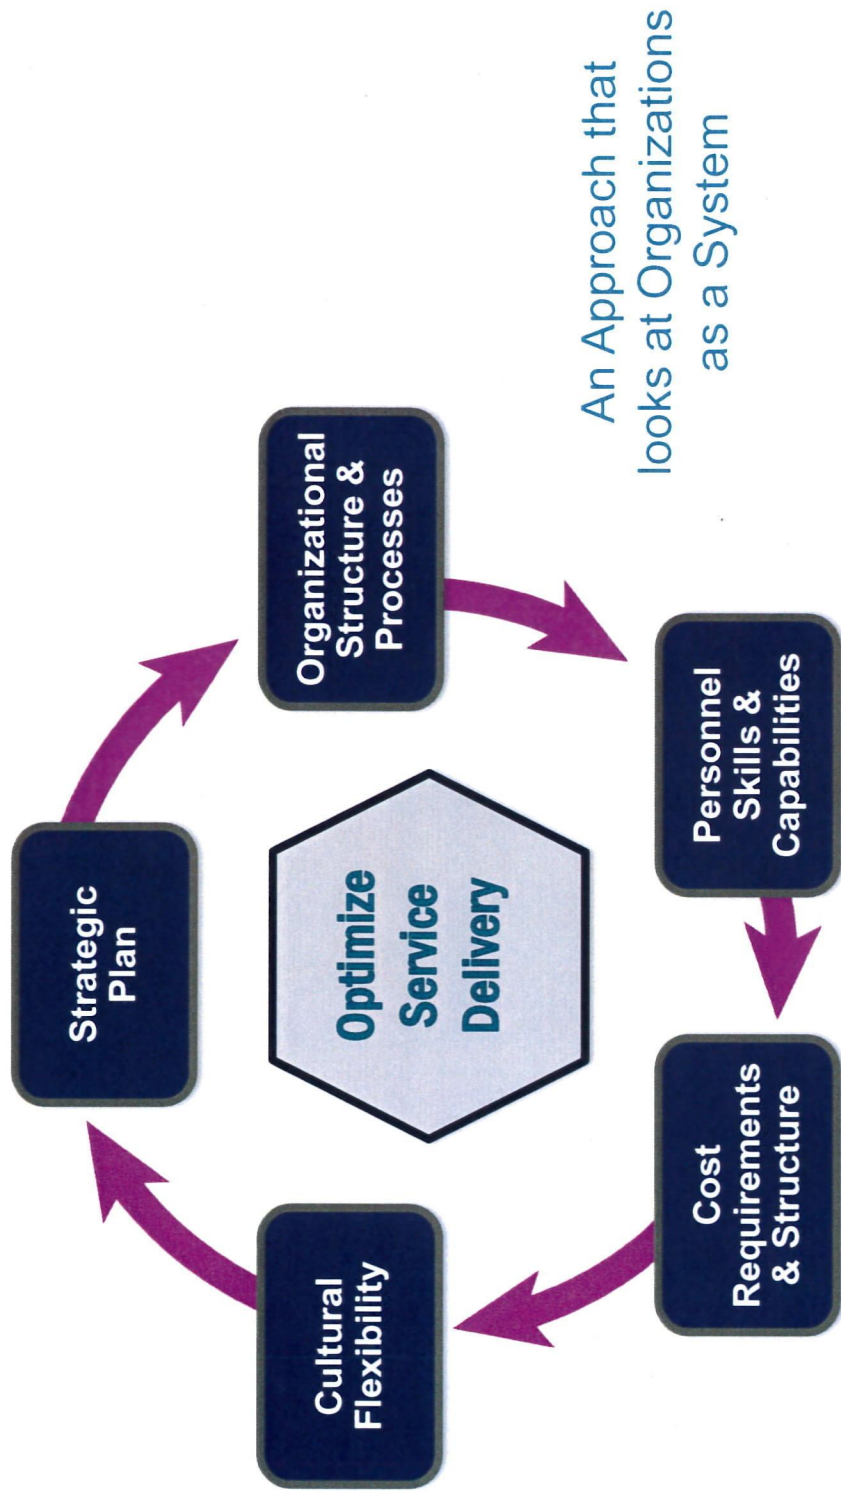 Strategic
Plan
Organizational
Structure &
Processes
Personnel
Skills &
Capabilities
Cost
Requirements
& Structure
Cultural
Flexibility
Optimize
Service
Delivery
An Approach that
looks at Organizations
as a System